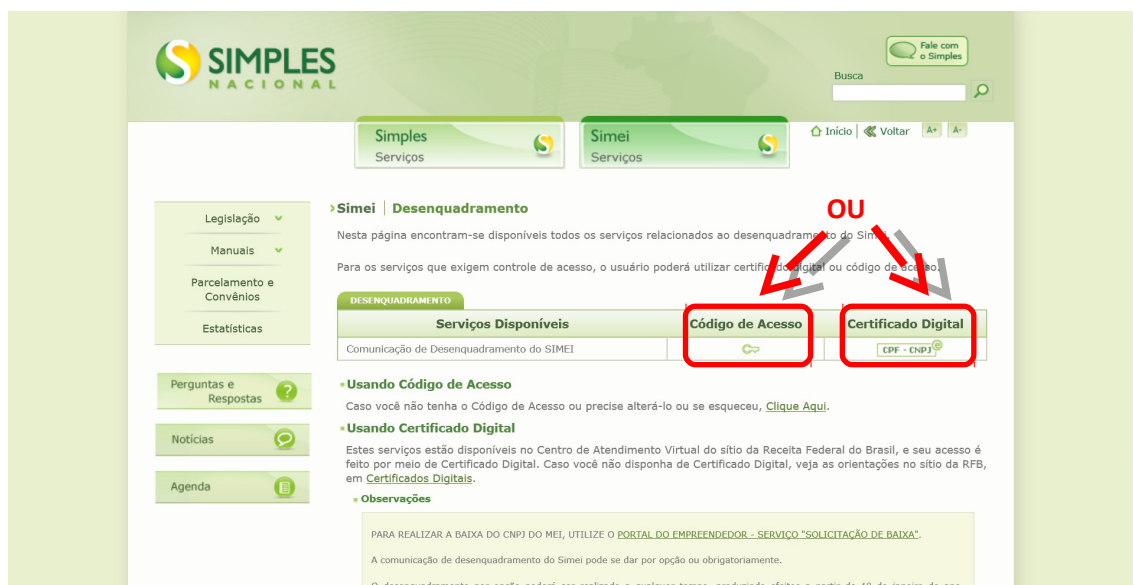 SIMPLES
NACIONAL
Fale com
o Simples
Busca
Simples
Serviços
Simei
Serviços
Início
Voltar
A+
A-
Legislação
Manuais
Parcelamento e
Convênios
Estatísticas
Perguntas e
Respostas
Notícias
Agenda
Simei | Desenquadramento
OU
Nesta página encontram-se disponíveis todos os serviços relacionados ao desenquadramento do Simei.
Para os serviços que exigem controle de acesso, o usuário poderá utilizar certificado digital ou código de acesso.
DESENQUADRAMENTO
Serviços Disponíveis Código de Acesso Certificado Digital
Comunicação de Desenquadramento do SIMEI CPF - CNPJ
Usando Código de Acesso
Caso você não tenha o Código de Acesso ou precise alterá-lo ou se esqueceu, Clique Aqui.
Usando Certificado Digital
Estes serviços estão disponíveis no Centro de Atendimento Virtual do sítio da Receita Federal do Brasil, e seu acesso é
feito por meio de Certificado Digital. Caso você não disponha de Certificado Digital, veja as orientações no sítio da RFB,
em Certificados Digitais.
Observações
PARA REALIZAR A BAIXA DO CNPJ DO MEI, UTILIZE O PORTAL DO EMPREENDEDOR - SERVIÇO "SOLICITAÇÃO DE BAIXA".
A comunicação de desenquadramento do Simei pode se dar por opção ou obrigatoriamente.